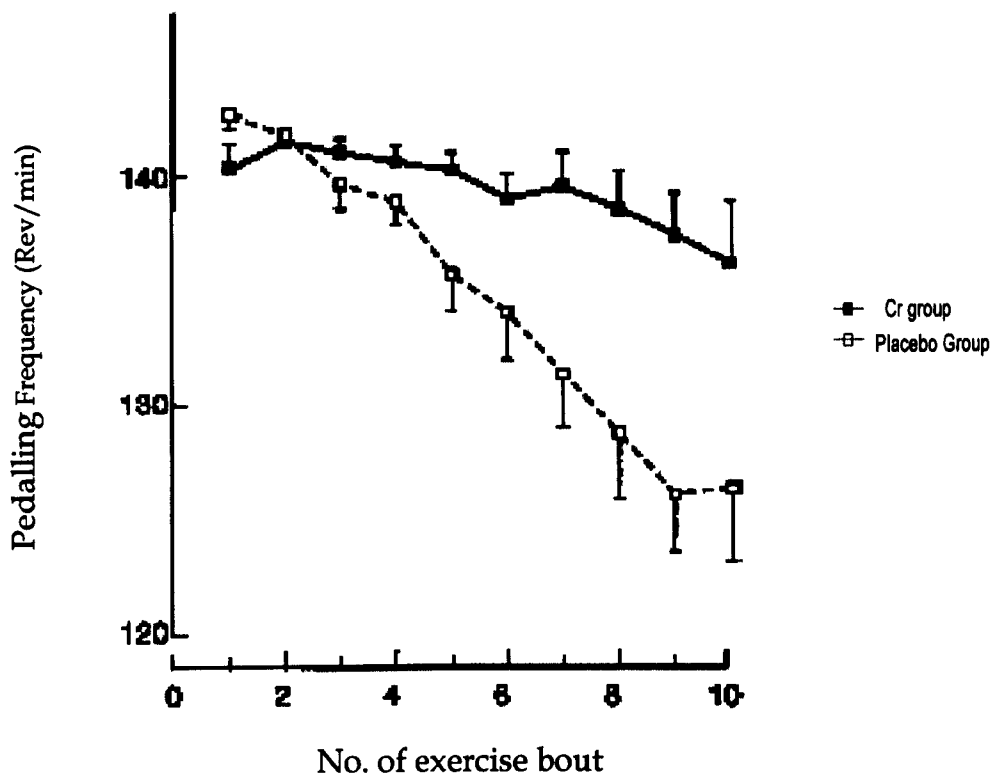 Pedalling Frequency (Rev/min)
140
130
120
0 2 4 6 8 10
No. of exercise bout
Cr group
Placebo Group